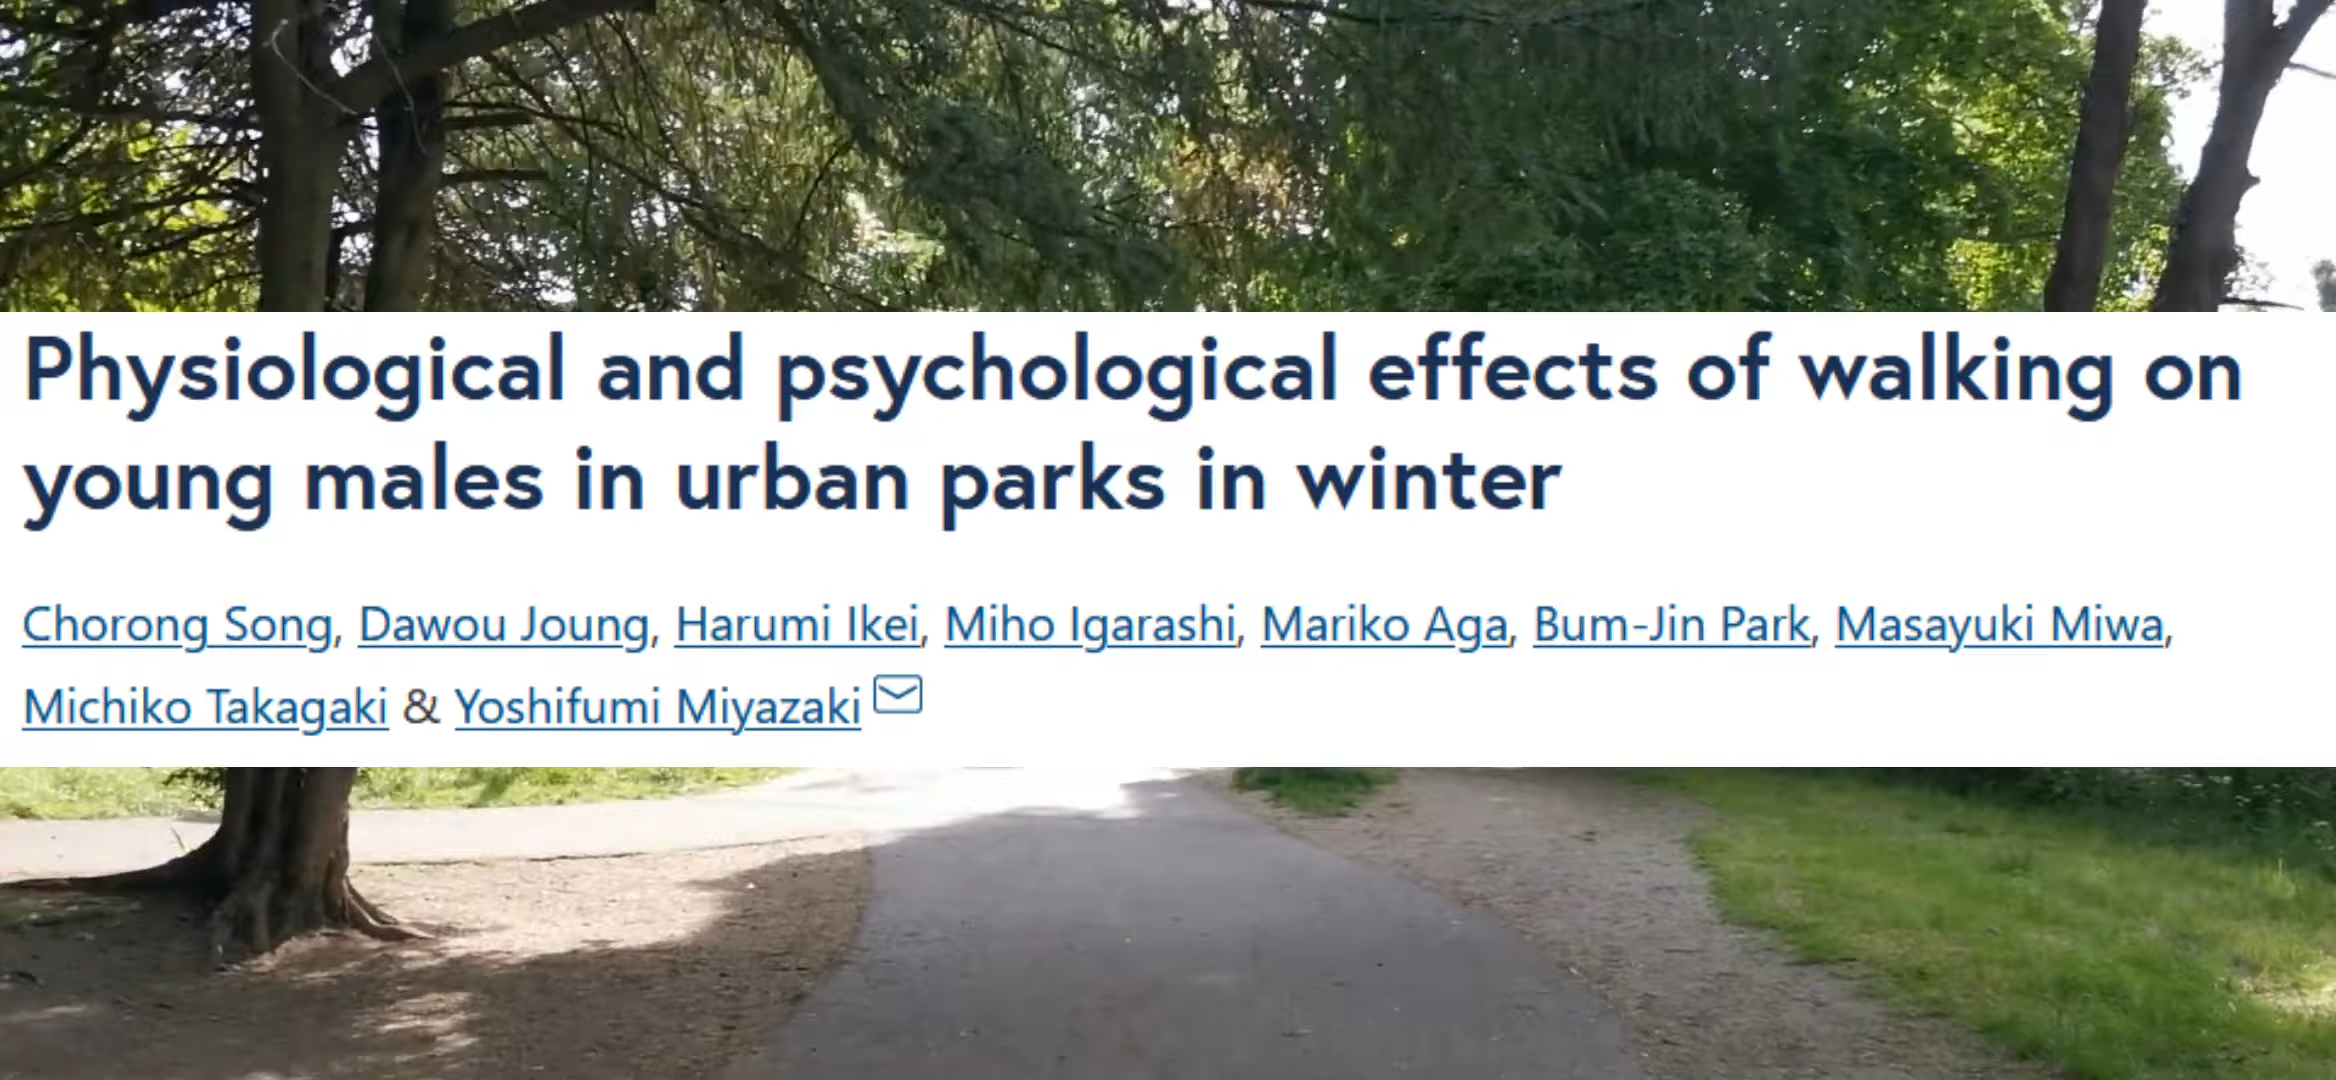 Physiological and psychological effects of walking on
young males in urban parks in winter
Chorong Song, Dawou Joung, Harumi Ikei, Miho Igarashi, Mariko Aga, Bum-Jin Park, Masayuki Miwa,
Michiko Takagaki & Yoshifumi Miyazaki